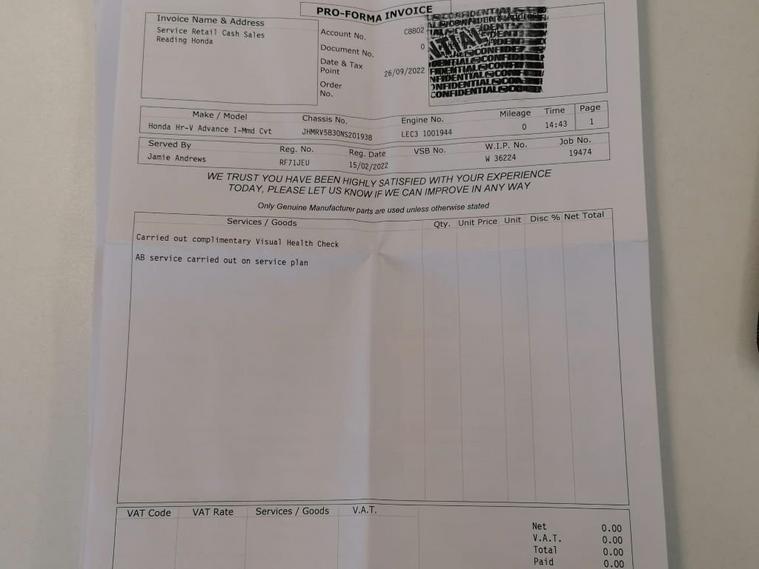 PRO-FORMA INVOICE
Invoice Name & Address
Service Retail Cash Sales
Reading Honda
Account No. C8802
Document No. 0
Date & Tax
Point 26/09/2022
Order
No.
CONFIDENTIAL
Make / Model Chassis No. Engine No. Mileage Time Page
Honda Hr-V Advance I-Mmd Cvt JHMRV5830NS201938 LEC3 1001944 0 14:43 1
Served By Reg. No. Reg. Date VSB No. W.I.P. No. Job No.
Jamie Andrews RF71JEU 15/02/2022 W 36224 19474
WE TRUST YOU HAVE BEEN HIGHLY SATISFIED WITH YOUR EXPERIENCE
TODAY, PLEASE LET US KNOW IF WE CAN IMPROVE IN ANY WAY
Only Genuine Manufacturer parts are used unless otherwise stated
Services / Goods Qty. Unit Price Unit Disc % Net Total
Carried out complimentary Visual Health Check
AB service carried out on service plan
VAT Code VAT Rate Services / Goods V.A.T.
Net 0.00
V.A.T. 0.00
Total 0.00
Paid 0.00